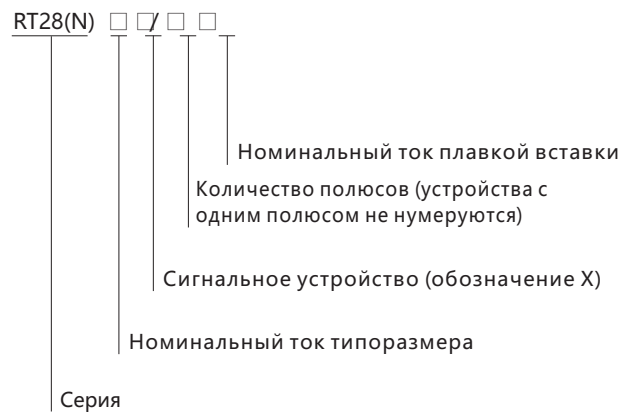 RT28(N) □ □/□ □
Номинальный ток плавкой вставки
Количество полюсов (устройства с
одним полюсом не нумеруются)
Сигнальное устройство (обозначение X)
Номинальный ток типоразмера
Серия